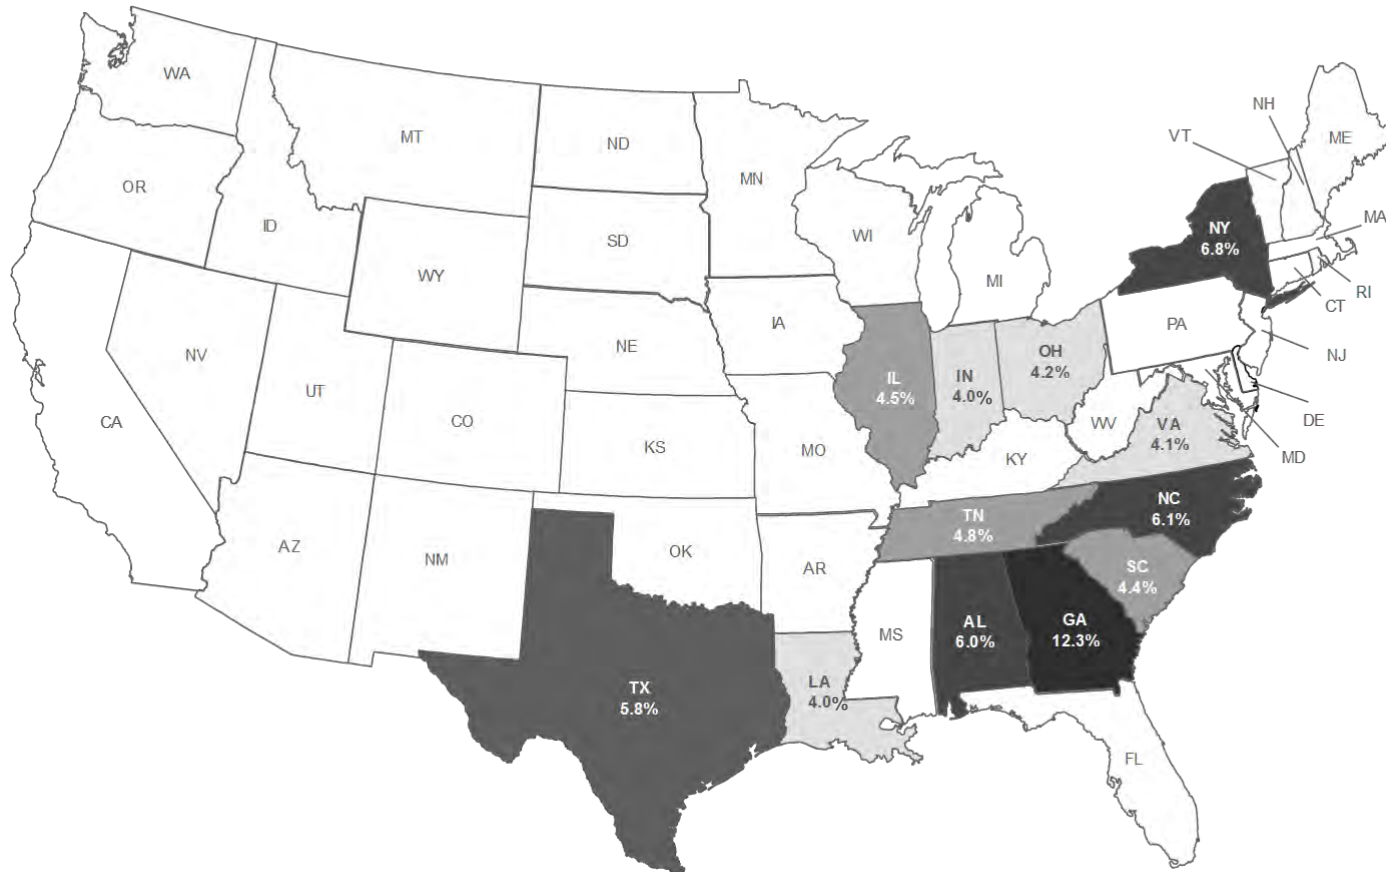 WA
OR
CA
ID
NV
MT
WY
UT
AZ
CO
NM
ND
SD
NE
KS
OK
TX
5.8%
MN
IA
MO
AR
LA
4.0%
WI
IL
4.5%
MS
MI
IN
4.0%
OH
4.2%
KY
TN
4.8%
AL
6.0%
GA
12.3%
FL
SC
4.4%
NC
6.1%
VA
4.1%
WV
PA
NY
6.8%
VT
NH
ME
MA
RI
CT
NJ
DE
MD